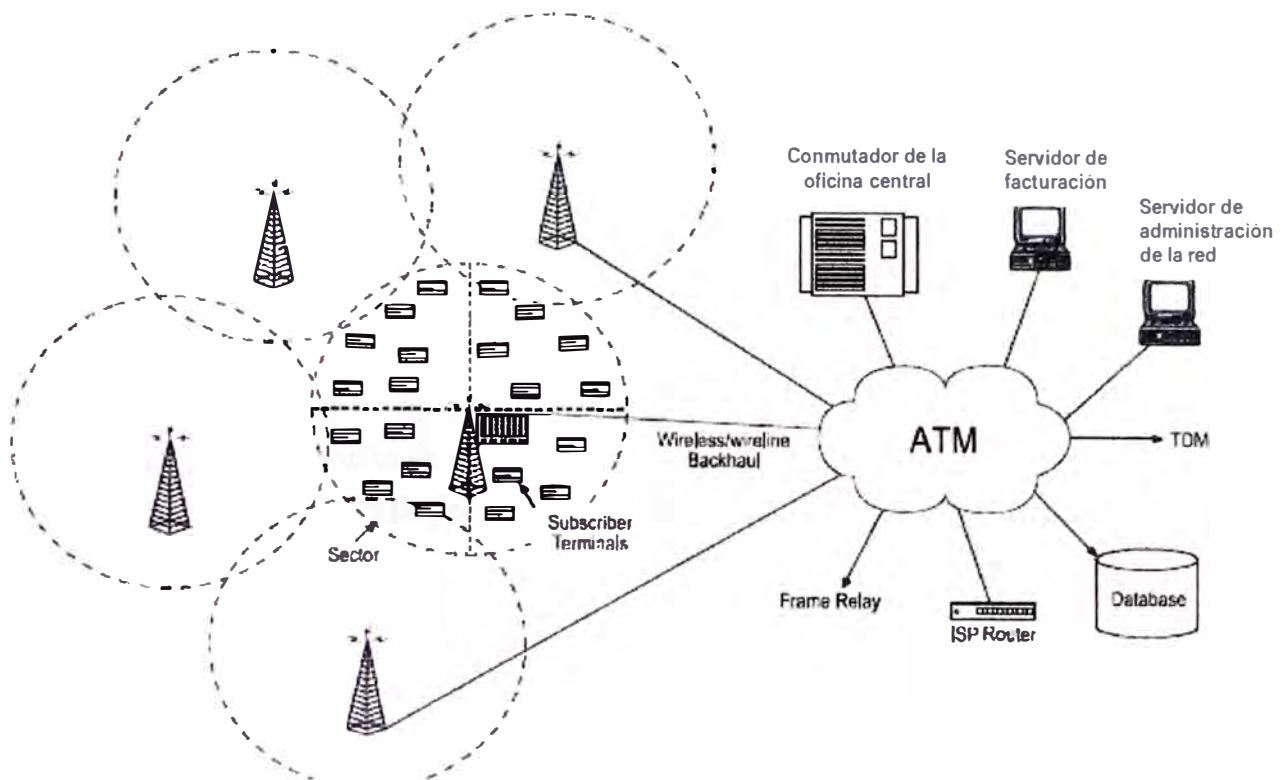 Conmutador de la
oficina central
Servidor de
facturación
Servidor de
administración
de la red
ATM
TDM
Wireless/wireline
Backhaul
Subscriber
Terminals
Sector
Frame Relay
ISP Router
Database